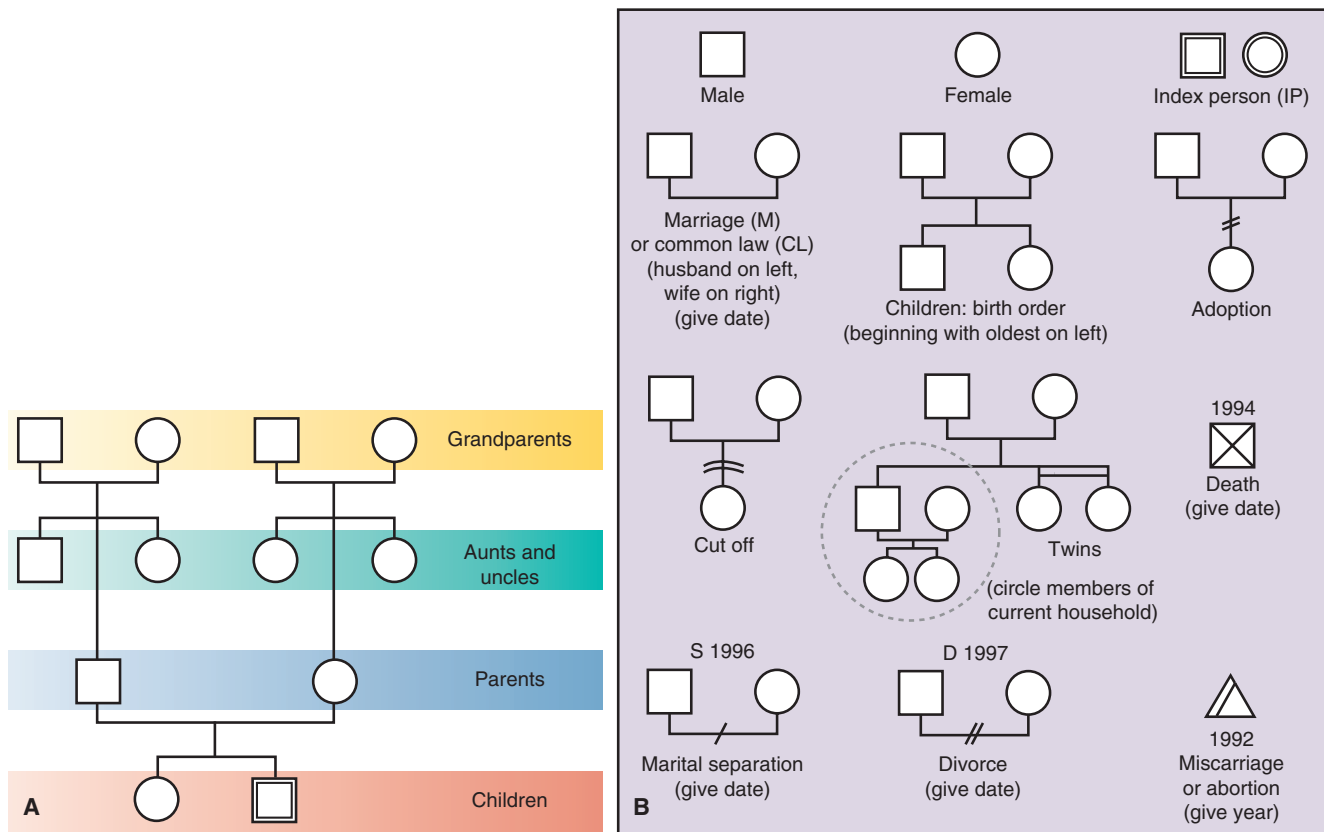 Grandparents
Aunts and
uncles
Parents
Children
A
Male
Female
Index person (IP)
Marriage (M)
or common law (CL)
(husband on left,
wife on right)
(give date)
Children: birth order
(beginning with oldest on left)
Adoption
Cut off
Twins
(circle members of
current household)
1994
Death
(give date)
S 1996
Marital separation
(give date)
D 1997
Divorce
(give date)
1992
Miscarriage
or abortion
(give year)
B